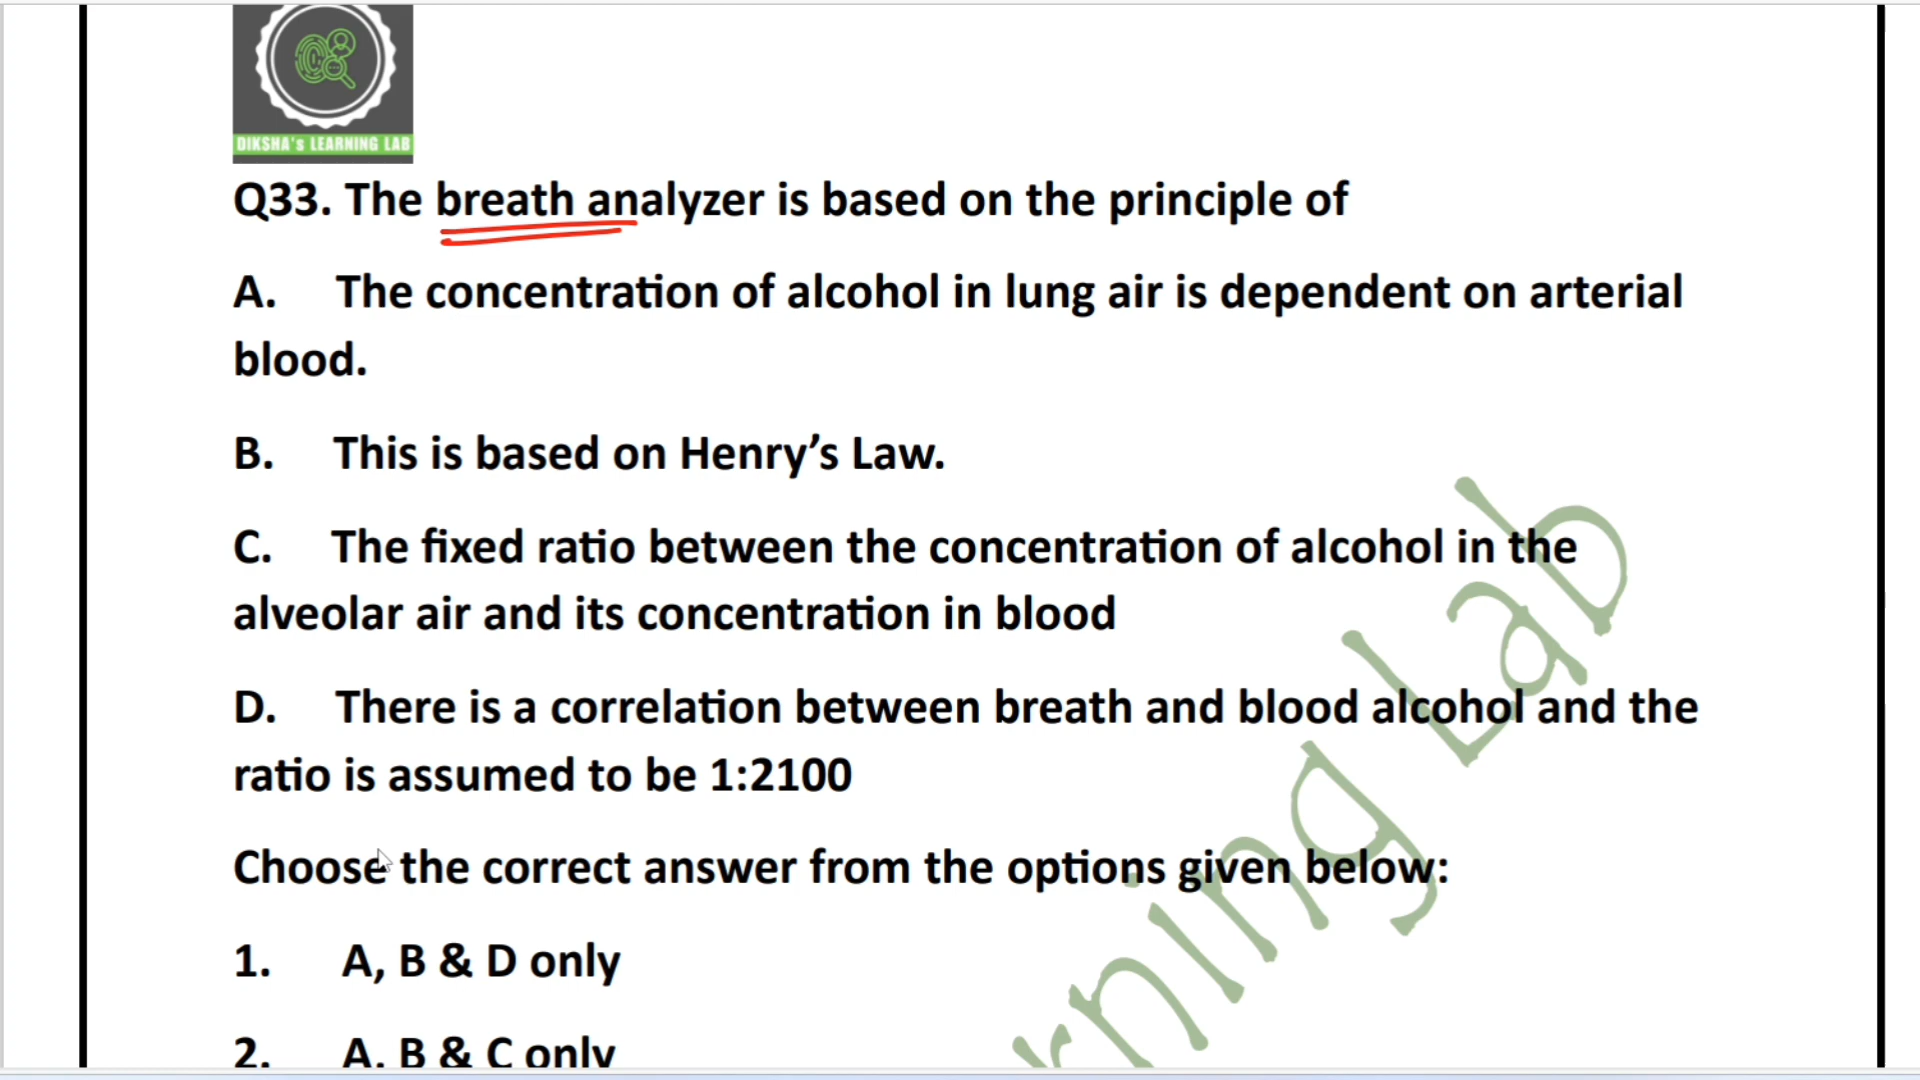 DIKSHA's LEARNING LAB
Q33. The breath analyzer is based on the principle of
A. The concentration of alcohol in lung air is dependent on arterial
blood.
B. This is based on Henry’s Law.
C. The fixed ratio between the concentration of alcohol in the
alveolar air and its concentration in blood
D. There is a correlation between breath and blood alcohol and the
ratio is assumed to be 1:2100
Choose the correct answer from the options given below:
1. A, B & D only
2. A, B & C only
rning Lab